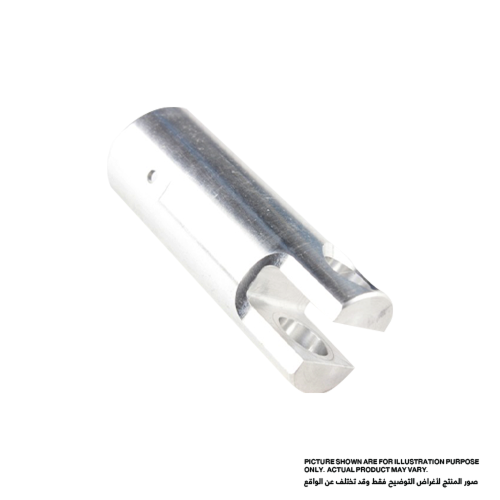 PICTURE SHOWN ARE FOR ILLUSTRATION PURPOSE
ONLY. ACTUAL PRODUCT MAY VARY.
صور المنتج لأغراض التوضيح فقط وقد تختلف عن الواقع